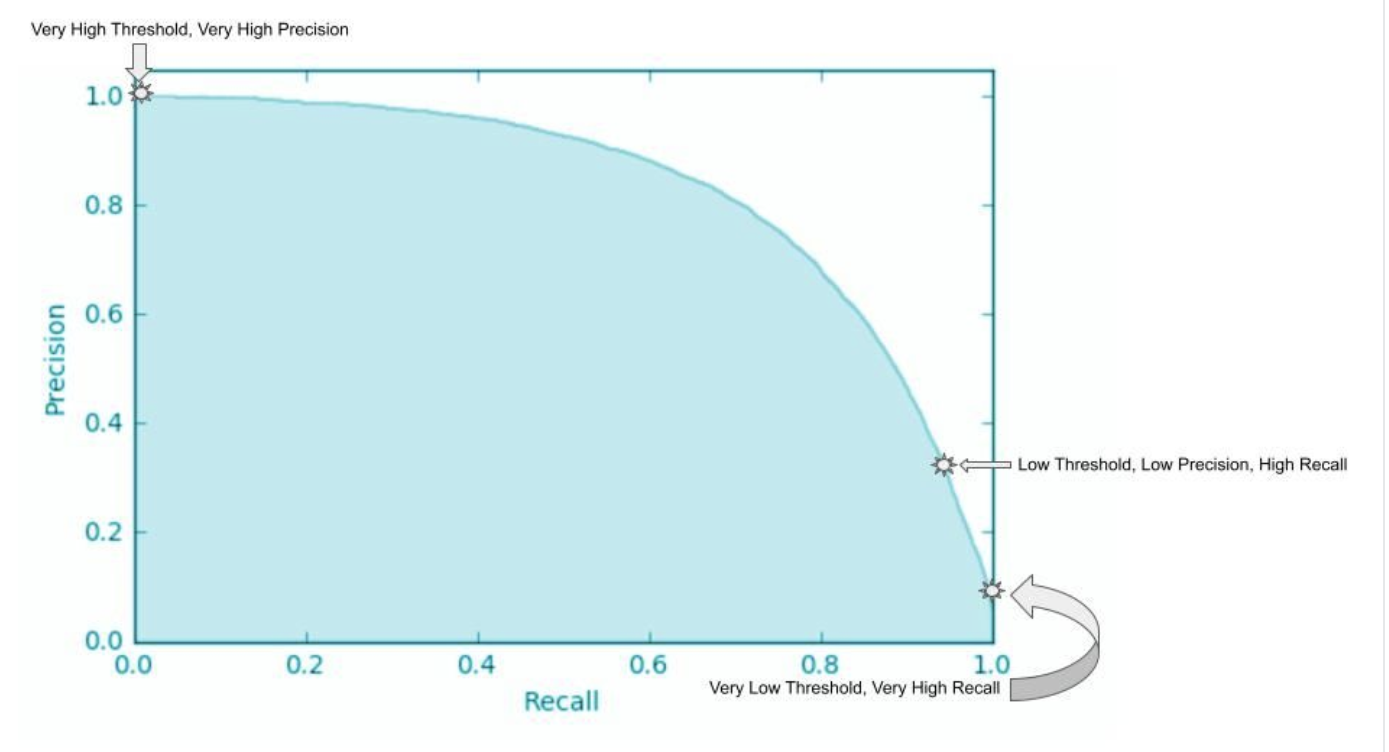 Very High Threshold, Very High Precision
1.0
0.8
0.6
0.4
0.2
0.0
Precision
Low Threshold, Low Precision, High Recall
0.0 0.2 0.4 0.6 0.8 1.0
Very Low Threshold, Very High Recall
Recall